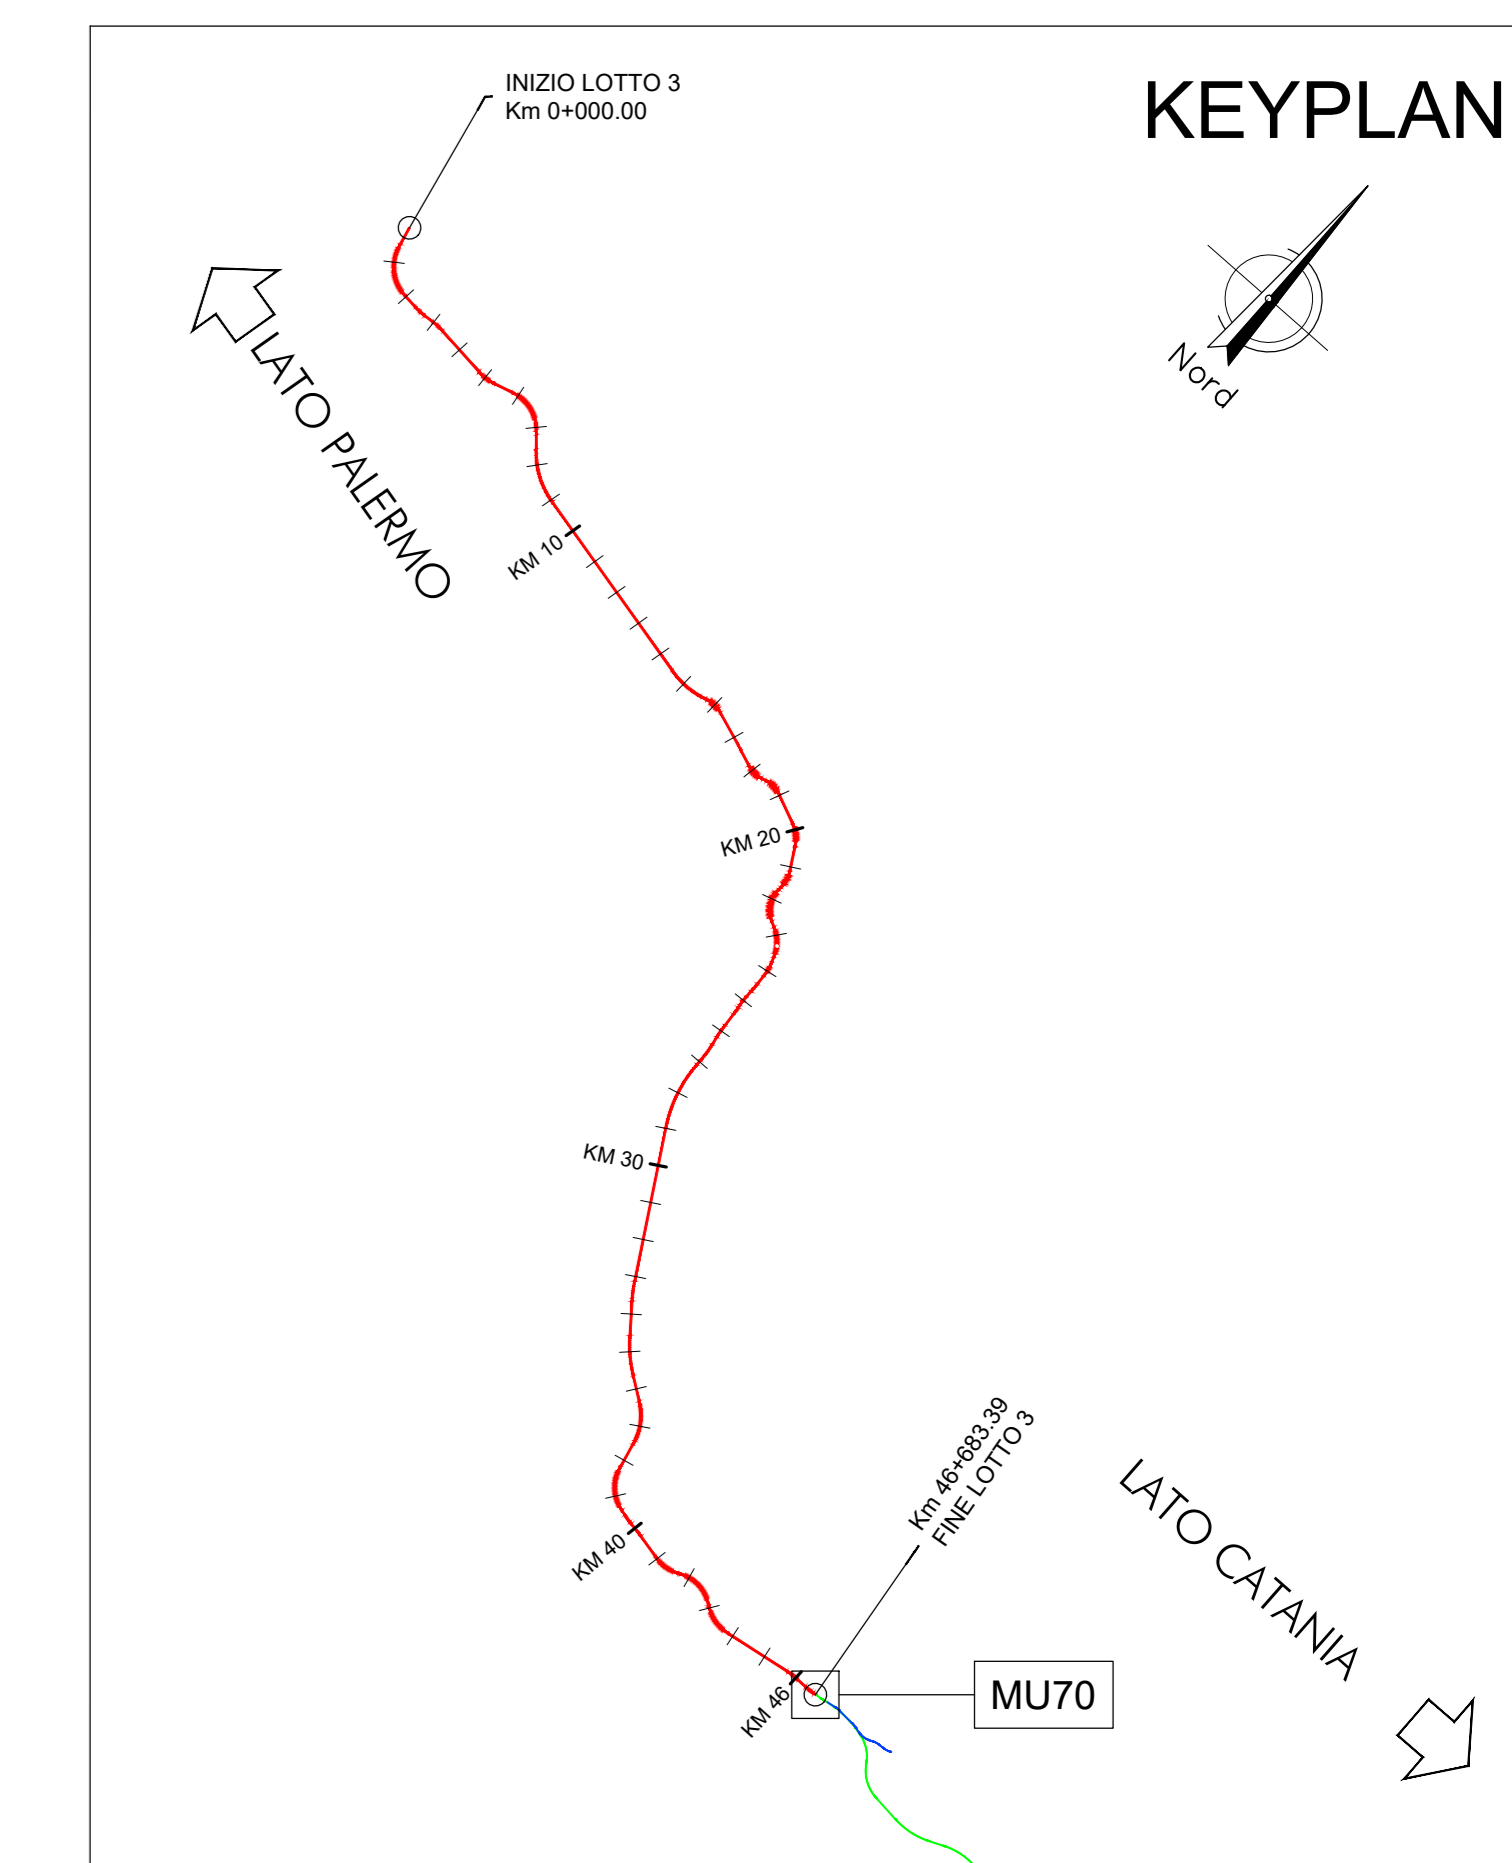 INIZIO LOTTO 3
Km 0+000.00
KEYPLAN
Nord
LATO PALERMO
KM 10
KM 20
KM 30
KM 40
Km 46+683.39
FINE LOTTO 3
LATO CATANIA
KM 46
MU70